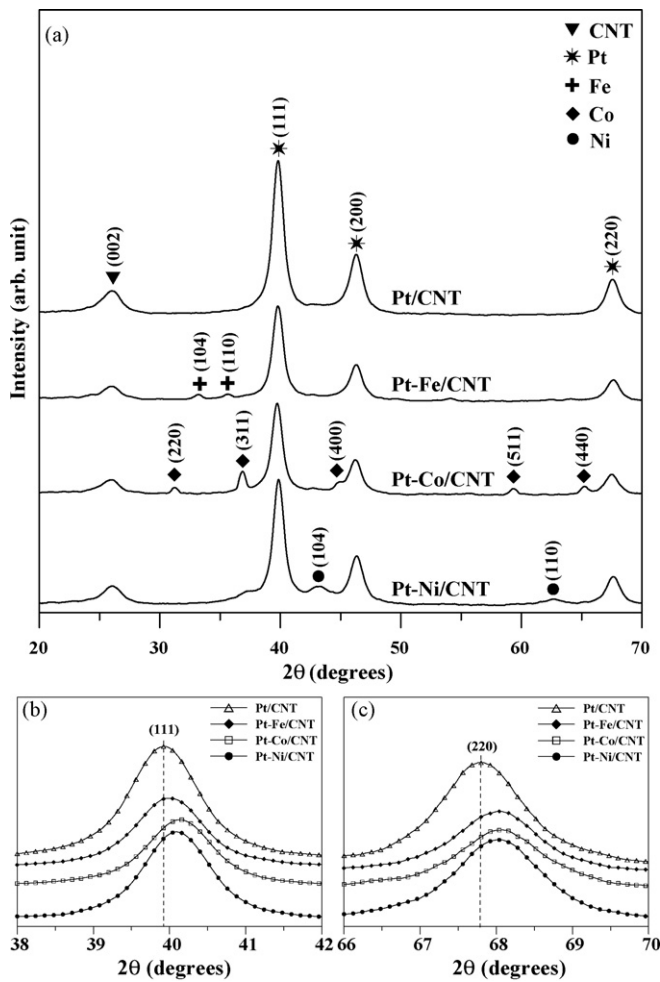 (a)
CNT
Pt
Fe
Co
Ni
(002)
(111)
(200)
(220)
Pt/CNT
(104)
(110)
Pt-Fe/CNT
(220)
(311)
(400)
(511)
(440)
Pt-Co/CNT
(104)
(110)
Pt-Ni/CNT
Intensity (arb. unit)
20 30 40 50 60 70
2θ (degrees)
(b)
(111)
Pt/CNT
Pt-Fe/CNT
Pt-Co/CNT
Pt-Ni/CNT
38 39 40 41 42
2θ (degrees)
(c)
(220)
Pt/CNT
Pt-Fe/CNT
Pt-Co/CNT
Pt-Ni/CNT
66 67 68 69 70
2θ (degrees)